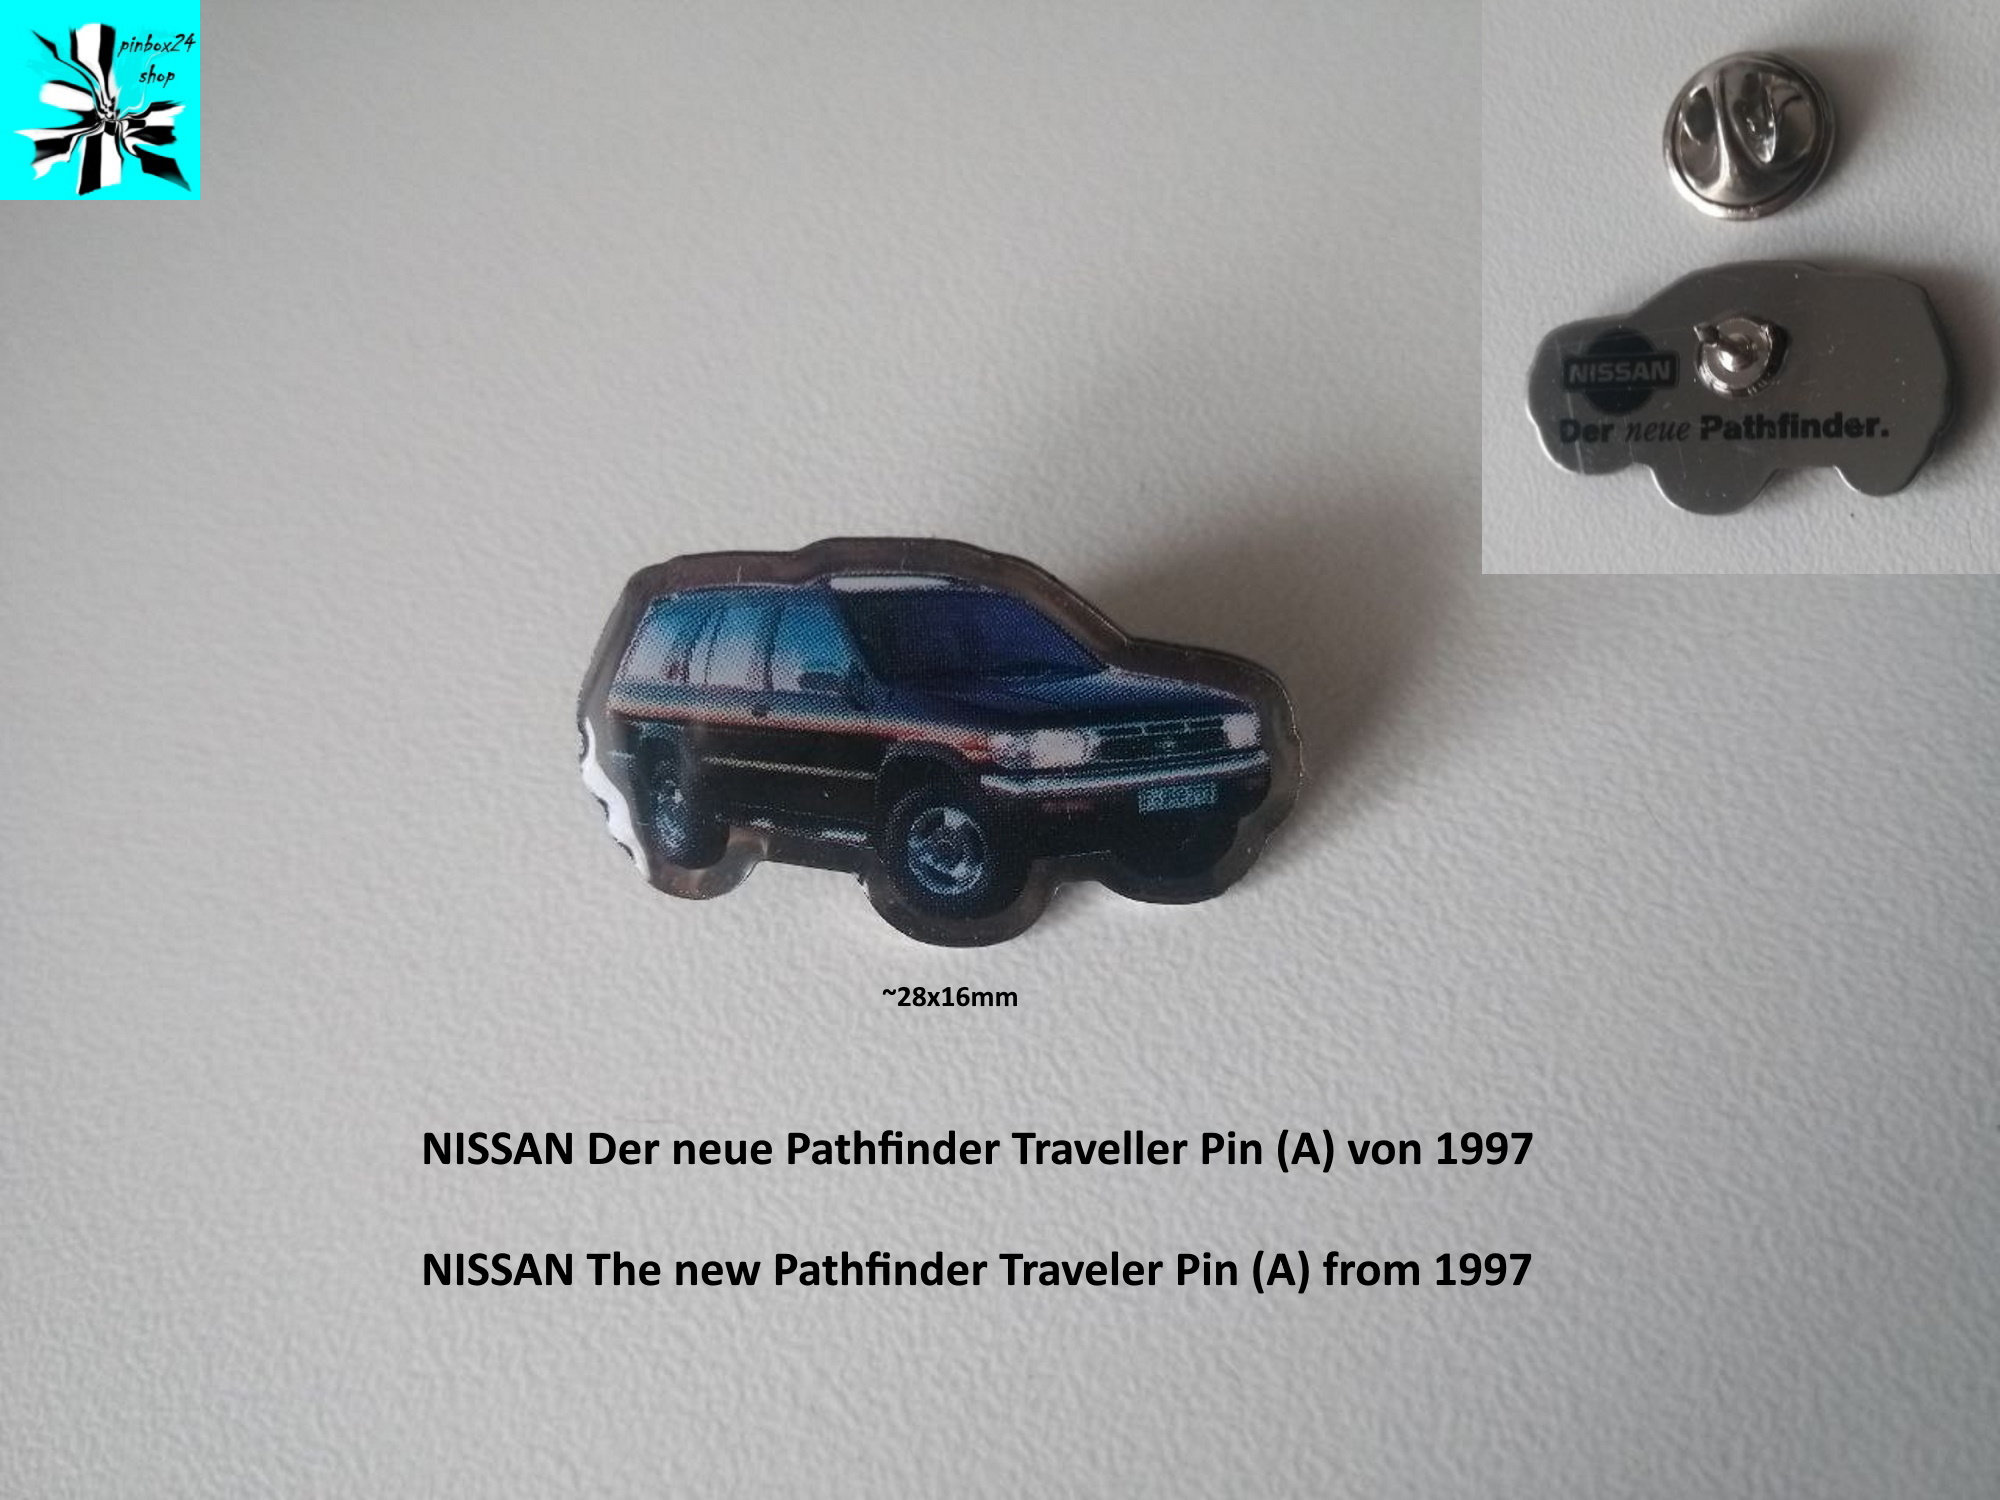 pinbox24
shop
NISSAN
Der neue Pathfinder.
~28x16mm
NISSAN Der neue Pathfinder Traveller Pin (A) von 1997
NISSAN The new Pathfinder Traveler Pin (A) from 1997